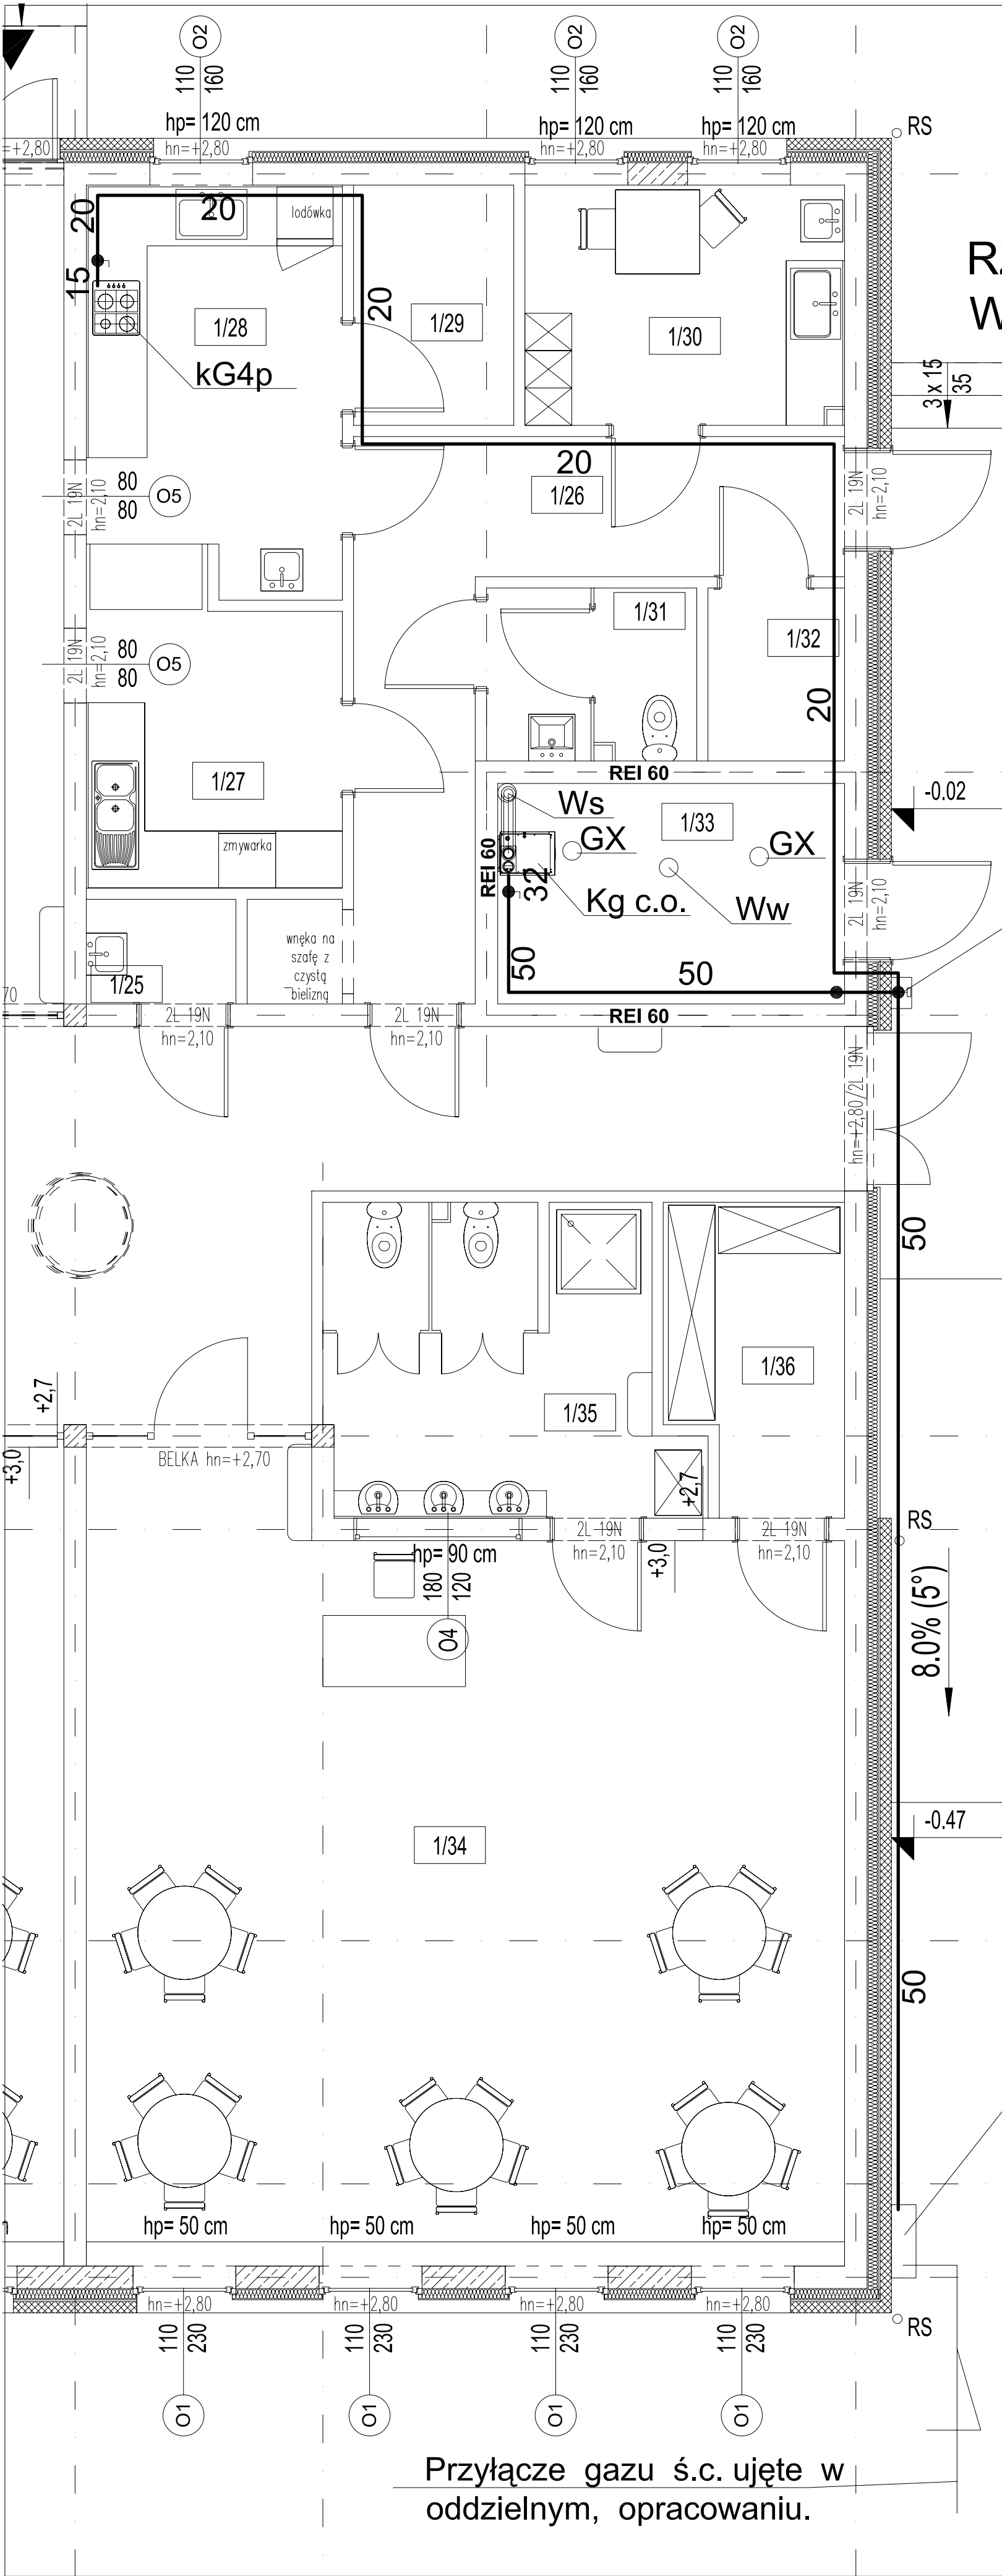 O2
O2
O2
110
160
110
160
110
160
hp= 120 cm
hp= 120 cm
hp= 120 cm
RS
=+2,80
hn=+2,80
hn=+2,80
hn=+2,80
20
20
lodówka
15
20
1/28
1/29
1/30
kG4p
W
3 x 15
35
20
1/26
2L 19N
hn=2,10
80
80
O5
2L 19N
hn=2,10
1/31
1/32
2L 19N
hn=2,10
80
80
O5
20
REI 60
1/27
-0.02
Ws
1/33
GX
GX
zmywarka
REI 60
32
Kg c.o.
Ww
2L 19N
hn=2,10
wnęka na
szafę z
czystą
bielizną
50
50
1/25
70
2L 19N
hn=2,10
2L 19N
hn=2,10
REI 60
hn=+2,80/2L 19N
50
1/36
+2,7
1/35
+3,0
BELKA hn=+2,70
+2,7
RS
2L 19N
hn=2,10
2L 19N
hn=2,10
hp= 90 cm
180
120
+3,0
O4
8.0% (5°)
-0.47
1/34
50
hp= 50 cm
hp= 50 cm
hp= 50 cm
hp= 50 cm
hn=+2,80
hn=+2,80
hn=+2,80
hn=+2,80
RS
110
230
110
230
110
230
110
230
O1
O1
O1
O1
Przyłącze gazu ś.c. ujęte w
oddzielnym, opracowaniu.